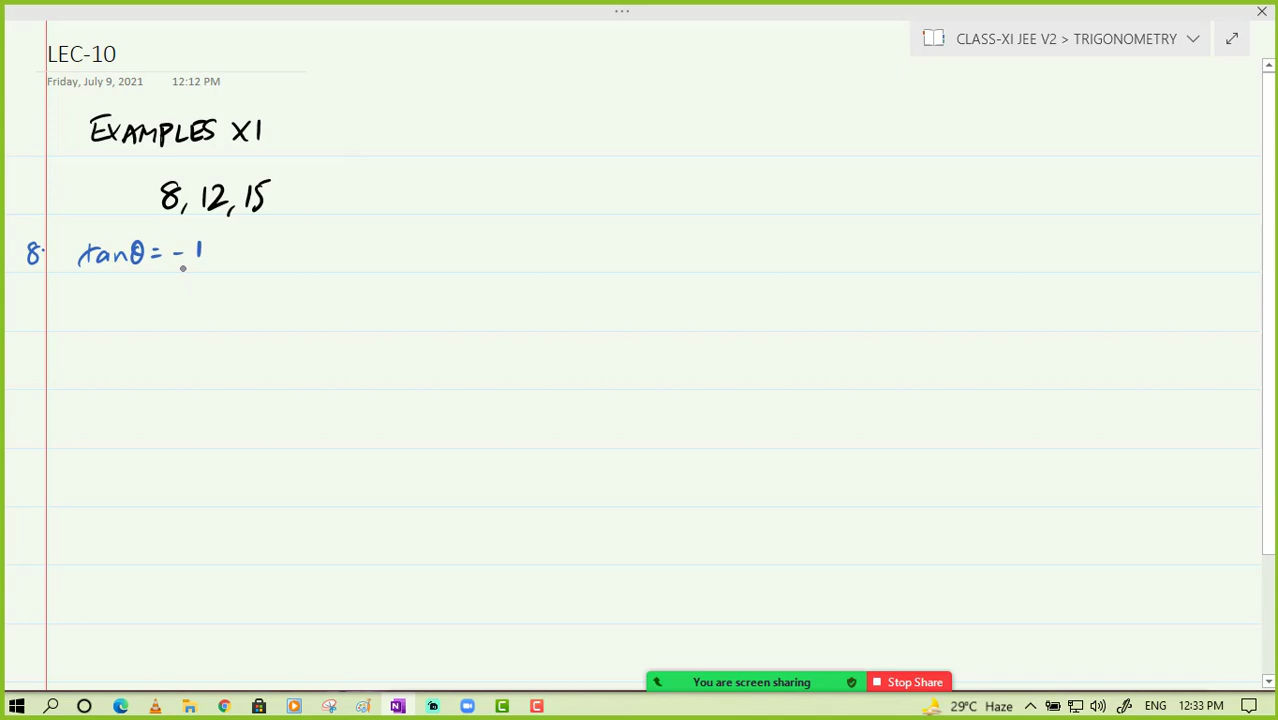 CLASS-XI JEE V2 > TRIGONOMETRY
LEC-10
Friday, July 9, 2021 12:12 PM
EXAMPLES XI
8, 12, 15
8. tanθ = - 1
You are screen sharing
Stop Share
29°C Haze
ENG
12:33 PM